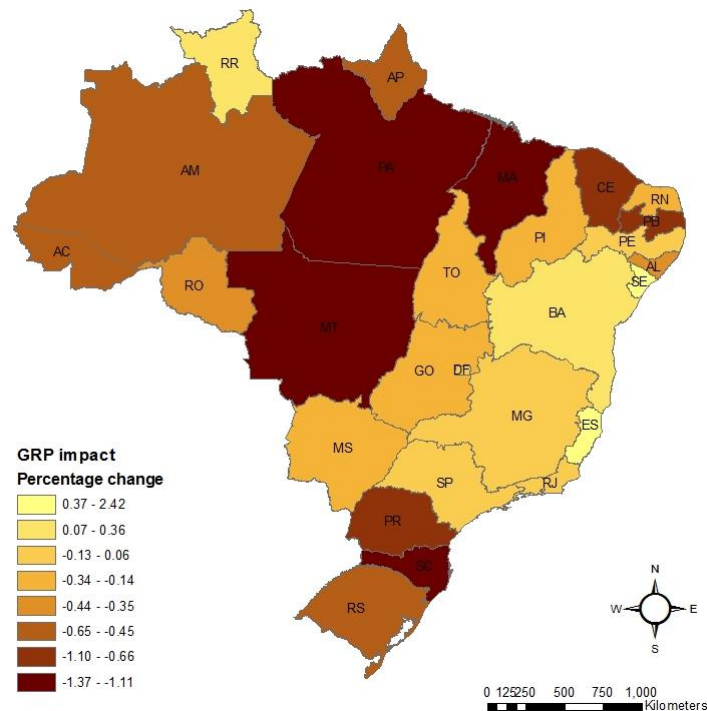 RR
AP
AM
PA
MA
CE
RN
PB
PI
PE
AC
AL
TO
SE
RO
BA
MT
GO
DF
MG
ES
MS
SP
RJ
PR
SC
RS
GRP impact
Percentage change
0.37 - 2.42
0.07 - 0.36
-0.13 - 0.06
-0.34 - -0.14
-0.44 - -0.35
-0.65 - -0.45
-1.10 - -0.66
-1.37 - -1.11
N
W E
S
0 125250 500 750 1,000
Kilometers